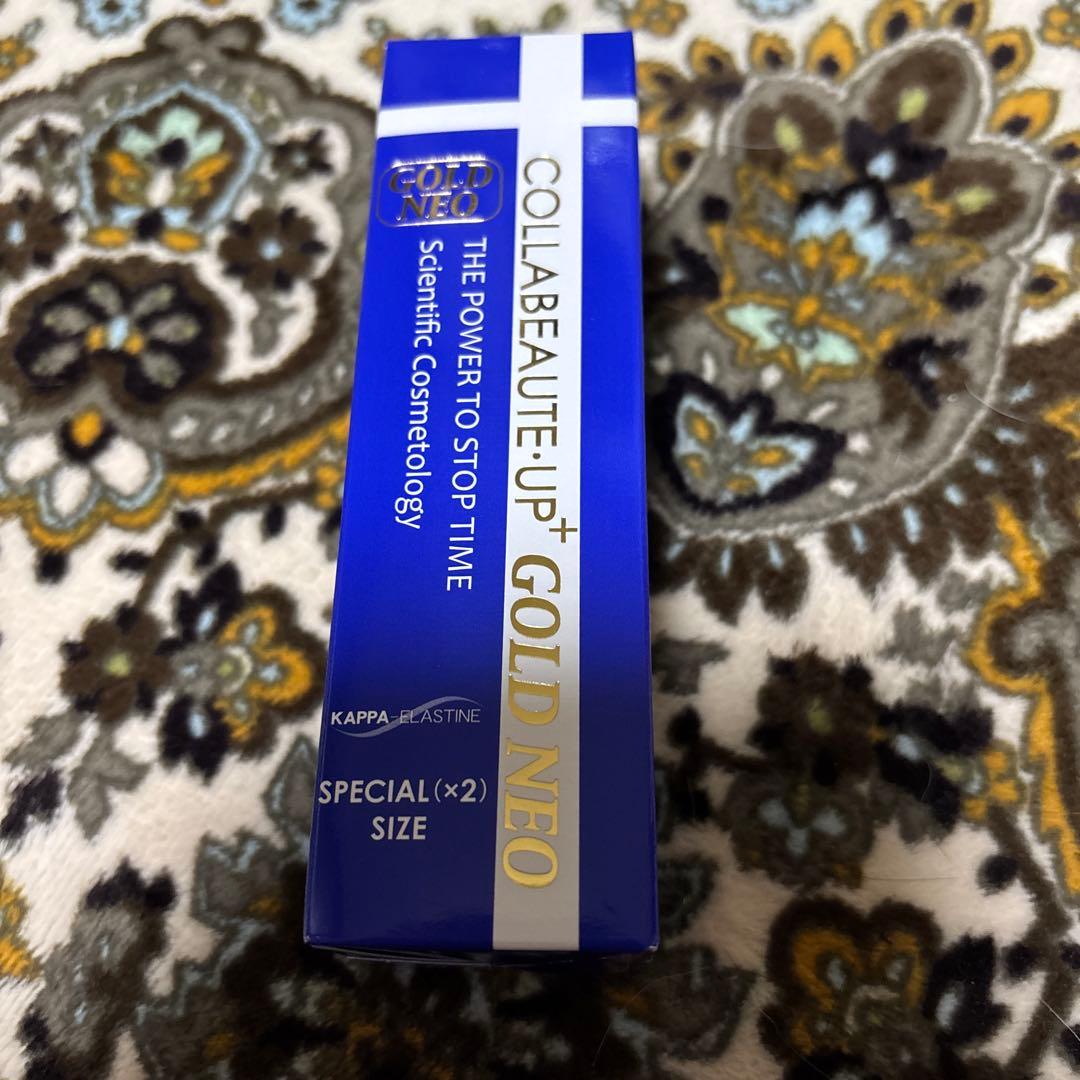 GOLD
NEO
COLLABEAUTE·UP+ GOLD NEO
THE POWER TO STOP TIME
Scientific Cosmetology
KAPPA-ELASTINE
SPECIAL(×2)
SIZE